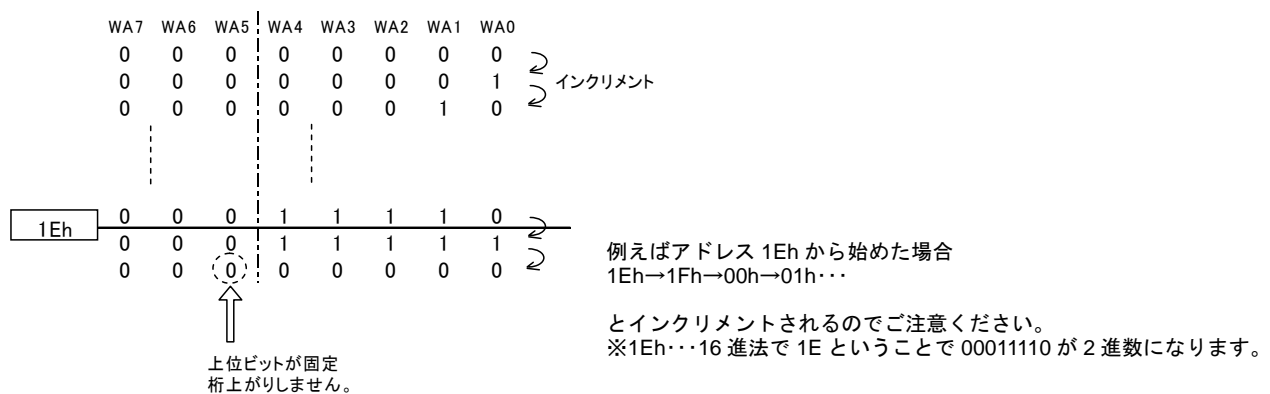 WA7 WA6 WA5 WA4 WA3 WA2 WA1 WA0
0 0 0 0 0 0 0 0
0 0 0 0 0 0 0 1
インクリメント
0 0 0 0 0 0 1 0
1Eh
0 0 0 1 1 1 1 0
0 0 0 1 1 1 1 1
0 0 0 0 0 0 0 0
上位ビットが固定
桁上がりしません。
例えばアドレス 1Eh から始めた場合
1Eh→1Fh→00h→01h･･･
とインクリメントされるのでご注意ください。
※1Eh･･･16 進法で 1E ということで 00011110 が 2 進数になります。